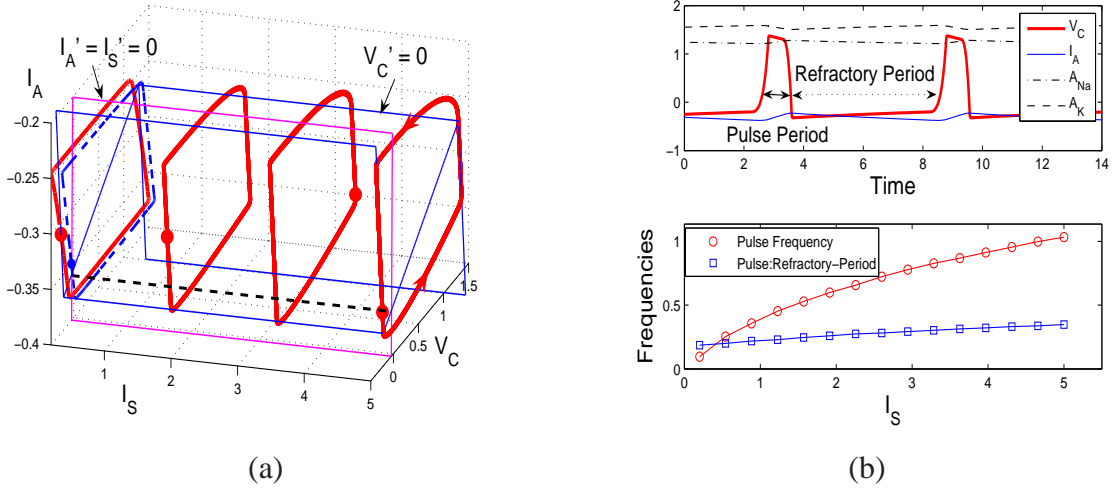 I_A' = I_S' = 0
V_C' = 0
I_A
−0.2
−0.25
−0.3
−0.35
−0.4
1
2
3
4
5
I_S
0
0.5
1
1.5
V_C
(a)
2
1
0
−1
Refractory Period
Pulse Period
V_C
I_A
A_Na
A_K
0
2
4
6
8
10
12
14
Time
Frequencies
1
0.5
0
Pulse Frequency
Pulse:Refractory−Period
0
1
2
3
4
5
6
I_S
(b)